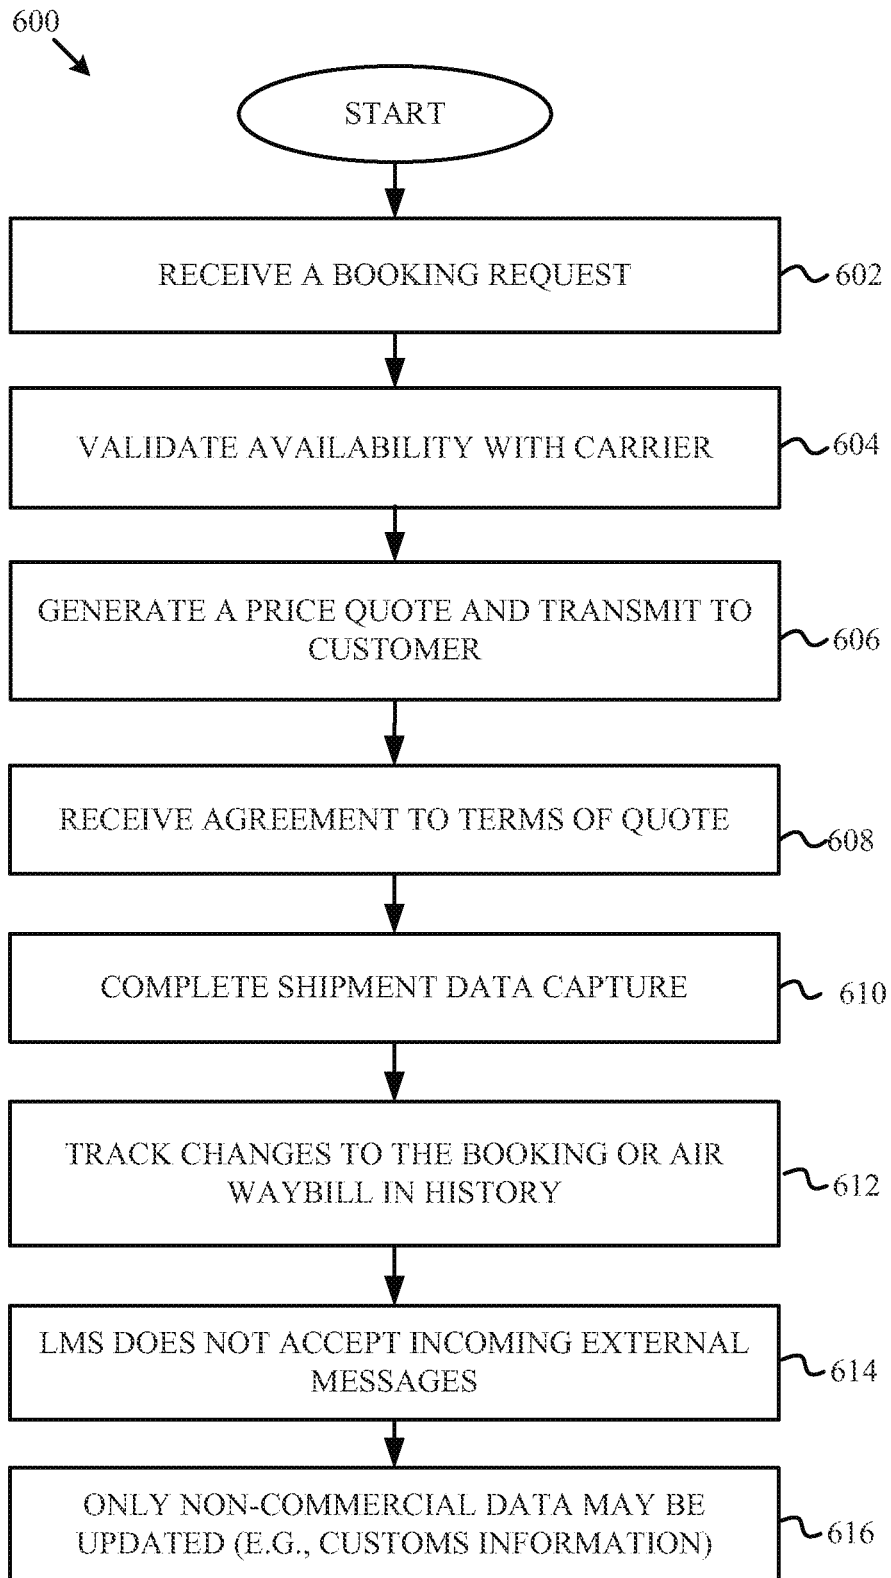 600
START
RECEIVE A BOOKING REQUEST
602
VALIDATE AVAILABILITY WITH CARRIER
604
GENERATE A PRICE QUOTE AND TRANSMIT TO
CUSTOMER
606
RECEIVE AGREEMENT TO TERMS OF QUOTE
608
COMPLETE SHIPMENT DATA CAPTURE
610
TRACK CHANGES TO THE BOOKING OR AIR
WAYBILL IN HISTORY
612
LMS DOES NOT ACCEPT INCOMING EXTERNAL
MESSAGES
614
ONLY NON-COMMERCIAL DATA MAY BE
UPDATED (E.G., CUSTOMS INFORMATION)
616